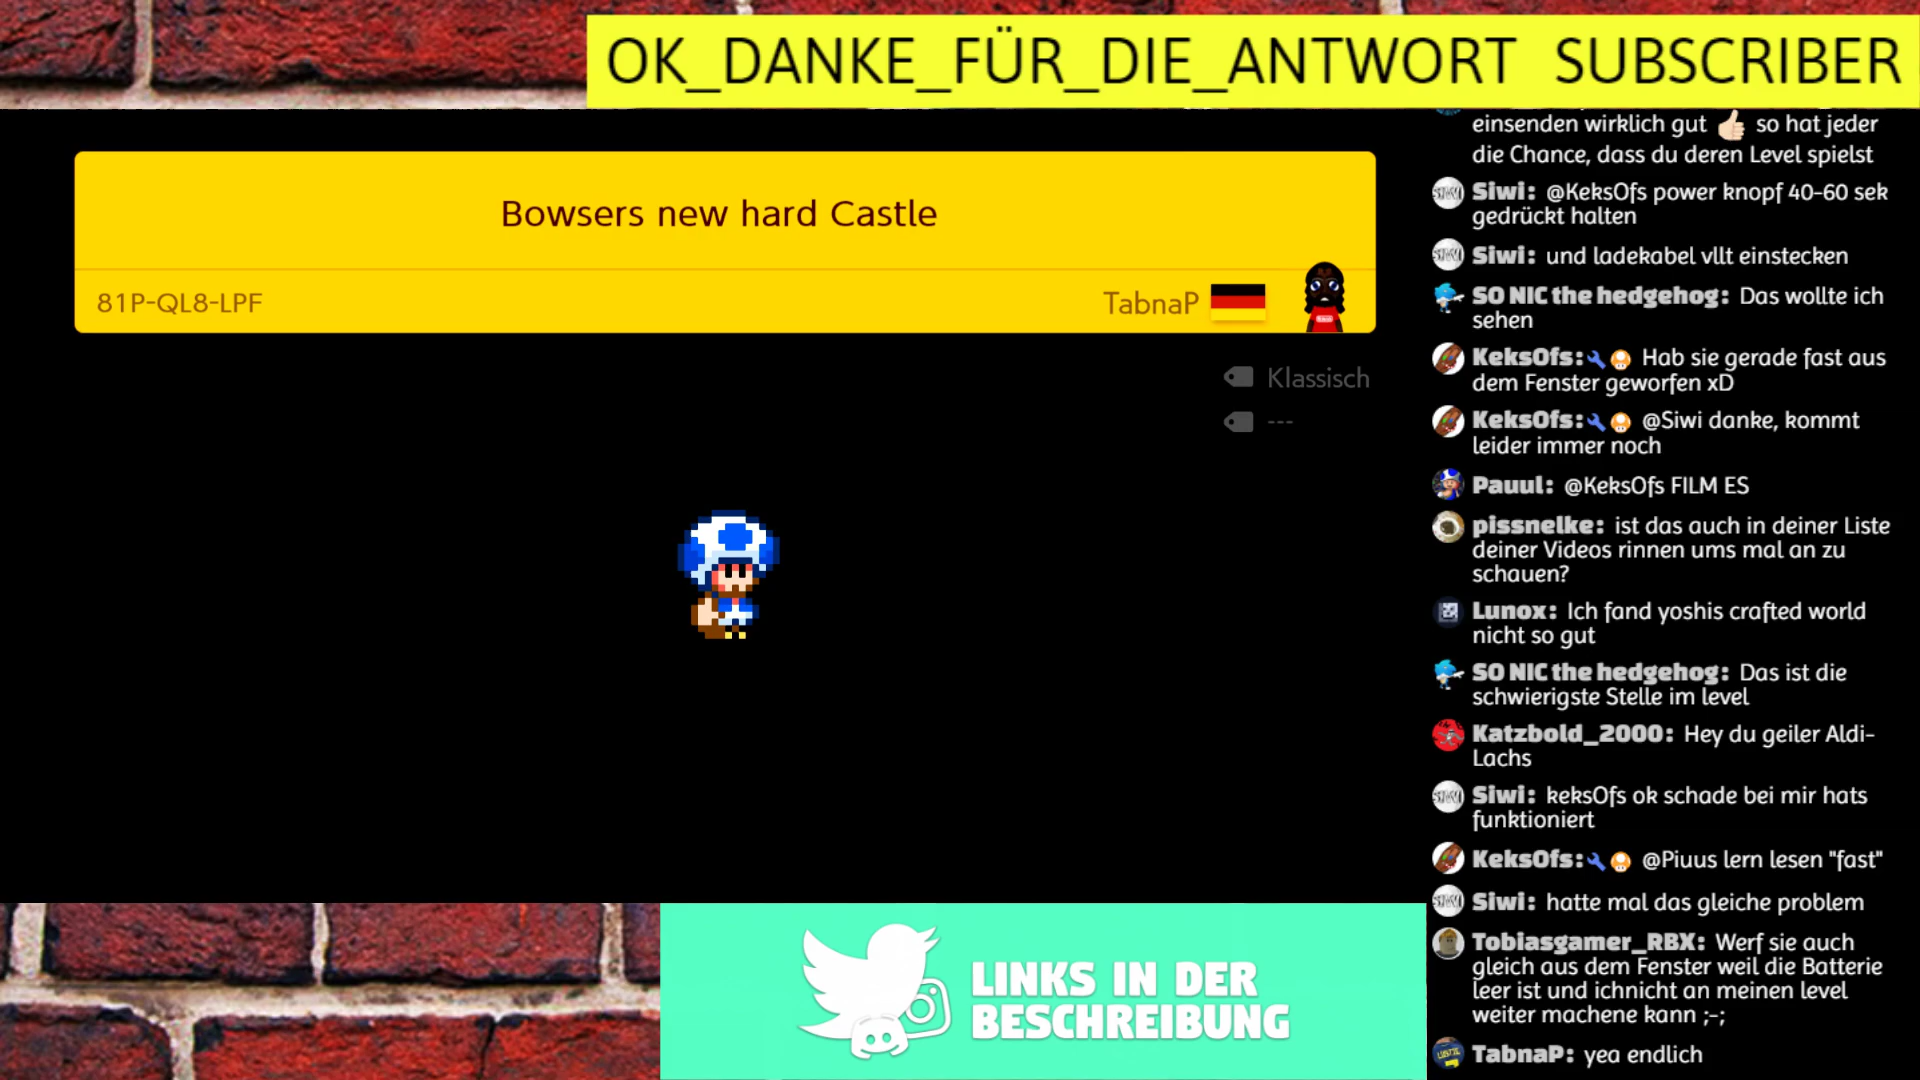 OK_DANKE_FÜR_DIE_ANTWORT SUBSCRIBER
Bowsers new hard Castle
81P-QL8-LPF
TabnaP
Klassisch
---
LINKS IN DER
BESCHREIBUNG
einsenden wirklich gut 👍🏻 so hat jeder
die Chance, dass du deren Level spielst
Siwi: @KeksOfs power knopf 40-60 sek
gedrückt halten
Siwi: und ladekabel vllt einstecken
SO NIC the hedgehog: Das wollte ich
sehen
KeksOfs: Hab sie gerade fast aus
dem Fenster geworfen xD
KeksOfs: @Siwi danke, kommt
leider immer noch
Pauul: @KeksOfs FILM ES
pissnelke: ist das auch in deiner Liste
deiner Videos rinnen ums mal an zu
schauen?
Lunox: Ich fand yoshis crafted world
nicht so gut
SO NIC the hedgehog: Das ist die
schwierigste Stelle im level
Katzbold_2000: Hey du geiler Aldi-
Lachs
Siwi: keksOfs ok schade bei mir hats
funktioniert
KeksOfs: @Piuus lern lesen "fast"
Siwi: hatte mal das gleiche problem
Tobiasgamer_RBX: Werf sie auch
gleich aus dem Fenster weil die Batterie
leer ist und ichnicht an meinen level
weiter machene kann ;-;
TabnaP: yea endlich